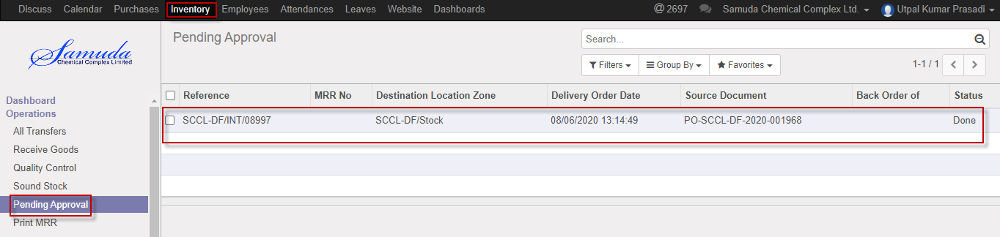 Discuss Calendar Purchases Inventory Employees Attendances Leaves Website Dashboards @ 2697 Samuda Chemical Complex Ltd. Utpal Kumar Prasadi
Samuda
Chemical Complex Limited
Pending Approval
Search...
Filters Group By Favorites 1-1 / 1
Dashboard
Operations
All Transfers
Receive Goods
Quality Control
Sound Stock
Pending Approval
Print MRR
Reference MRR No Destination Location Zone Delivery Order Date Source Document Back Order of Status
SCCL-DF/INT/08997 SCCL-DF/Stock 08/06/2020 13:14:49 PO-SCCL-DF-2020-001968 Done